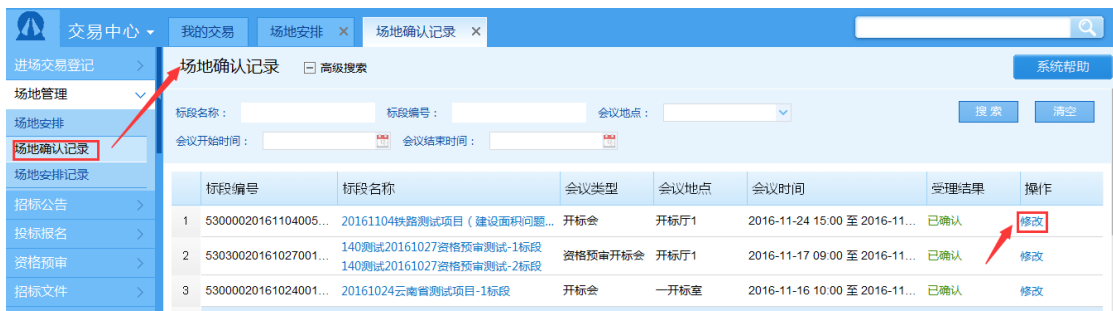 交易中心 我的交易 场地安排 × 场地确认记录 ×
进场交易登记
场地管理
场地安排
场地确认记录
场地安排记录
招标公告
投标报名
资格预审
招标文件
场地确认记录 高级搜索 系统帮助
标段名称： 标段编号： 会议地点： 搜索 清空
会议开始时间： 会议结束时间：
标段编号 标段名称 会议类型 会议地点 会议时间 受理结果 操作
1 53000020161104005... 20161104铁路测试项目（建设面积问题... 开标会 开标厅1 2016-11-24 15:00 至 2016-11... 已确认 修改
2 53030020161027001... 140测试20161027资格预审测试-1标段 资格预审开标会 开标厅1 2016-11-17 09:00 至 2016-11... 已确认 修改
140测试20161027资格预审测试-2标段
3 53000020161024001... 20161024云南省测试项目-1标段 开标会 一开标室 2016-11-16 10:00 至 2016-11... 已确认 修改